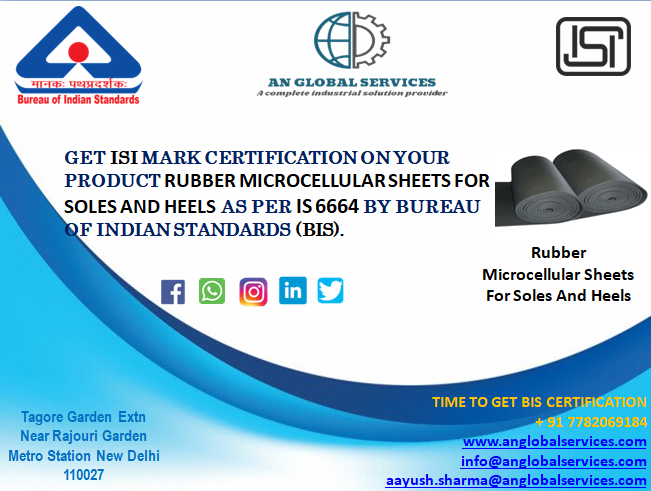 मानकः पथप्रदर्शकः
Bureau of Indian Standards
AN GLOBAL SERVICES
A complete industrial solution provider
ISI
GET ISI MARK CERTIFICATION ON YOUR
PRODUCT RUBBER MICROCELLULAR SHEETS FOR
SOLES AND HEELS AS PER IS 6664 BY BUREAU
OF INDIAN STANDARDS (BIS).
Rubber
Microcellular Sheets
For Soles And Heels
Tagore Garden Extn
Near Rajouri Garden
Metro Station New Delhi
110027
TIME TO GET BIS CERTIFICATION
+ 91 7782069184
www.anglobalservices.com
info@anglobalservices.com
aayush.sharma@anglobalservices.com